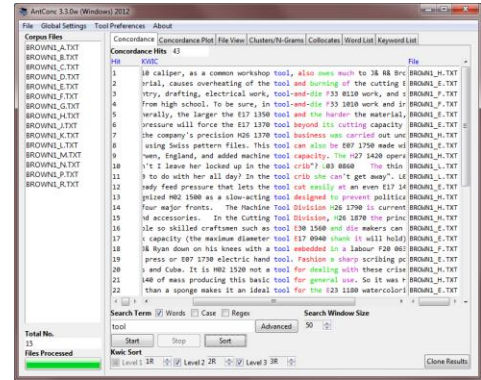 AntConc 3.3.0w (Windows) 2012
File Global Settings Tool Preferences About
Corpus Files
BROWN1_A.TXT
BROWN1_B.TXT
BROWN1_C.TXT
BROWN1_D.TXT
BROWN1_E.TXT
BROWN1_F.TXT
BROWN1_G.TXT
BROWN1_H.TXT
BROWN1_J.TXT
BROWN1_K.TXT
BROWN1_L.TXT
BROWN1_M.TXT
BROWN1_N.TXT
BROWN1_P.TXT
BROWN1_R.TXT
Total No.
15
Files Processed
Concordance Concordance Plot File View Clusters/N-Grams Collocates Word List Keyword List
Concordance Hits 43
Hit KWIC File
1 10 caliper, as a common workshop tool, also owes much to J& R& Bro BROWN1_H.TXT
2 erial, causes overheating of the tool and burning of the cutting E BROWN1_E.TXT
3 ntry, drafting, electrical work, tool-and-die F33 0110 work, and s BROWN1_F.TXT
4 from high school. To be sure, in tool-and-die F33 1010 work and ir BROWN1_F.TXT
5 nerally, the larger the E17 1350 tool and the harder the material, BROWN1_E.TXT
6 pressure will force the E17 1370 tool beyond its cutting capacity BROWN1_E.TXT
7 the company's precision H26 1370 tool business was carried out unc BROWN1_H.TXT
8 using Swiss pattern files. This tool can also be E07 1750 made wi BROWN1_E.TXT
9 rwen, England, and added machine tool capacity. The H27 1420 opera BROWN1_H.TXT
10 n't I leave her locked up in the tool crib"? L03 0860 The thin BROWN1_L.TXT
11 3 to do with her all day? In the tool crib she can't get away". LE BROWN1_L.TXT
12 eady feed pressure that lets the tool cut easily at an even E17 14 BROWN1_E.TXT
13 gnized H02 1500 as a slow-acting tool designed to prevent politica BROWN1_H.TXT
14 four major fronts. The Machine Tool Division H26 1790 is current BROWN1_H.TXT
15 nd accessories. In the Cutting Tool Division, H26 1870 the princ BROWN1_H.TXT
16 ple so skilled craftsmen such as tool E30 1560 and die makers can BROWN1_E.TXT
17 k capacity (the maximum diameter tool E17 0940 shank it will hold) BROWN1_E.TXT
18 J& Ryan down on his knees with a tool embedded in a labour F20 063 BROWN1_F.TXT
19 press or E07 1730 electric hand tool. Fashion a sharp scribing pc BROWN1_E.TXT
20 s and Cuba. It is H02 1520 not a tool for dealing with these crise BROWN1_H.TXT
21 140 of mass producing this basic tool for general use. So it was r BROWN1_H.TXT
22 than a sponge makes it an ideal tool for the E23 1180 watercolori BROWN1_E.TXT
Search Term Words Case Regex Search Window Size
tool Advanced 50
Start Stop Sort
Kwic Sort
Level 1 1R Level 2 2R Level 3 3R Clone Results